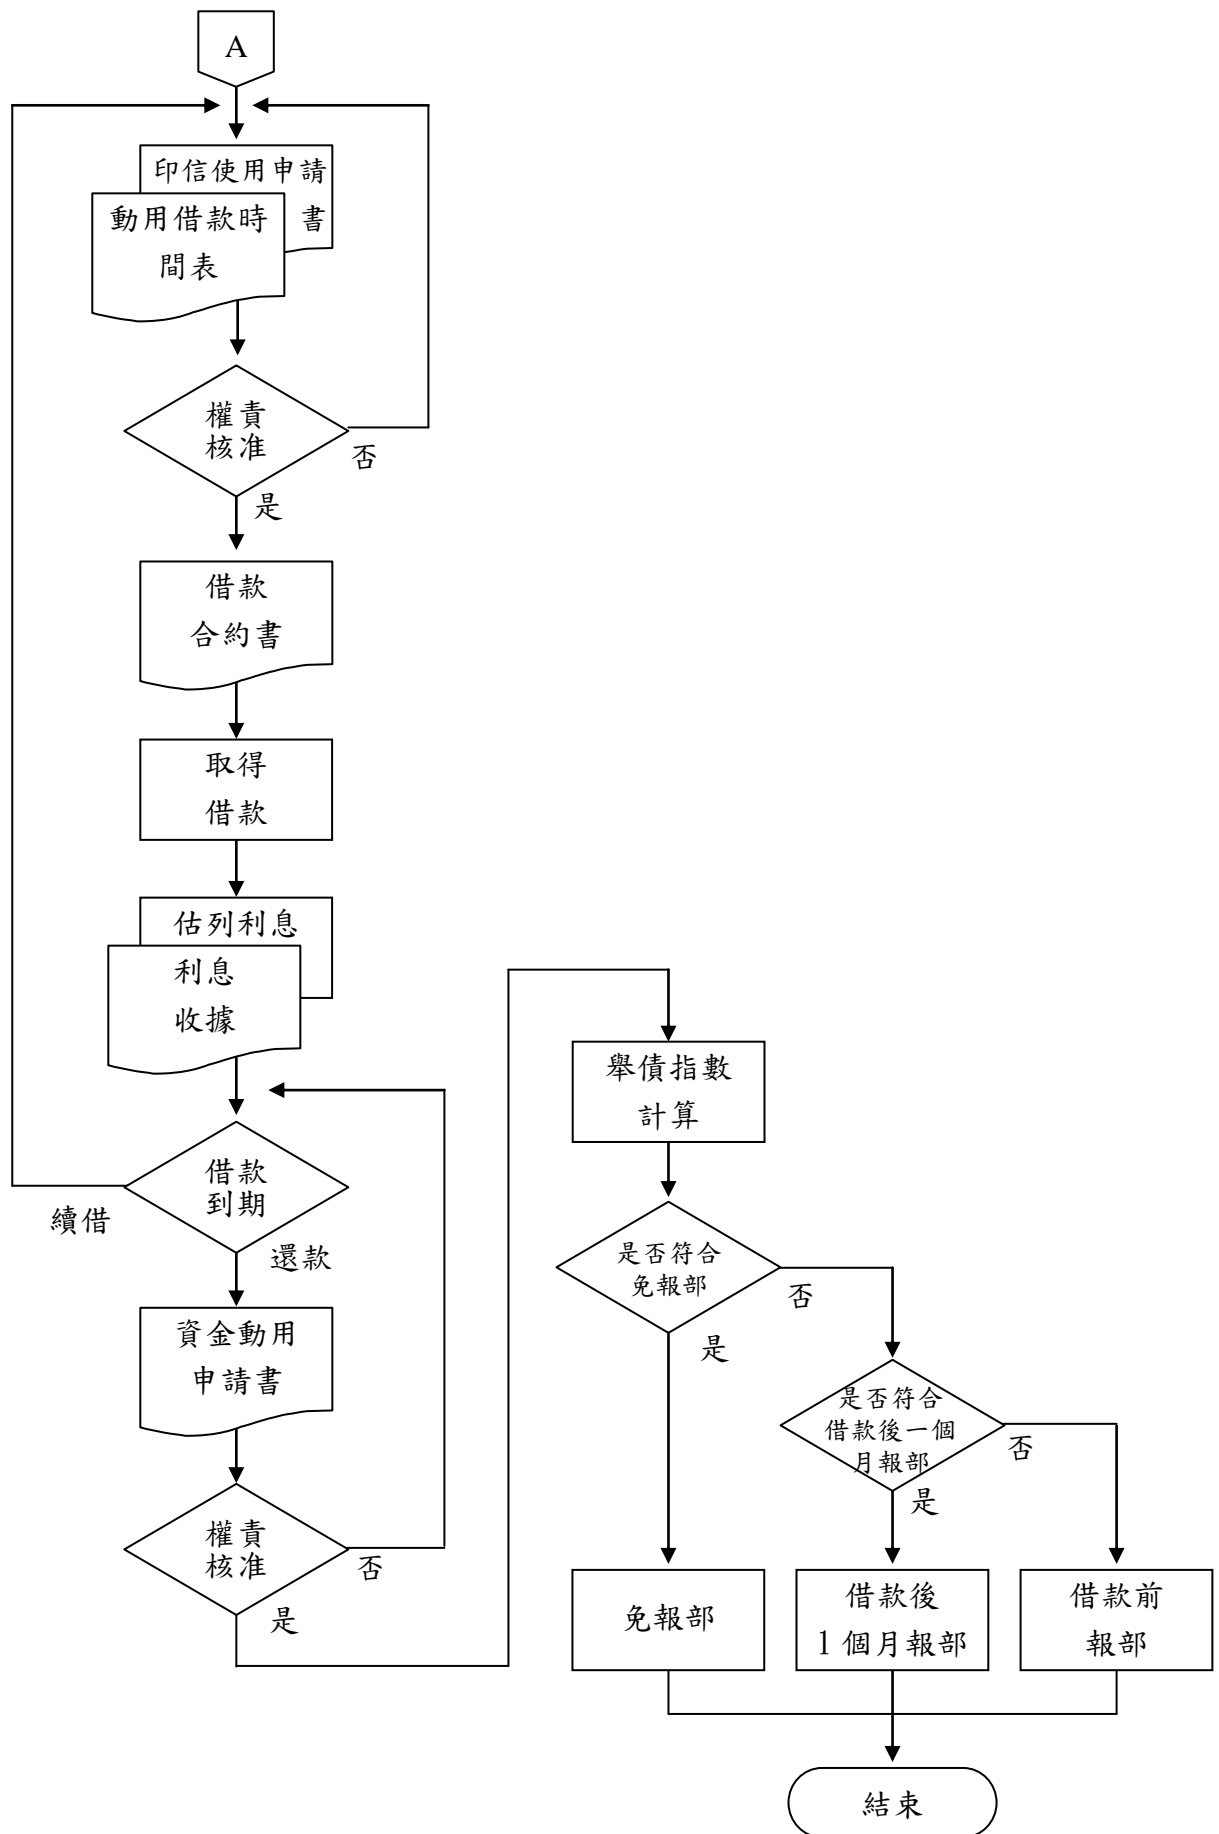 A
印信使用申請
書
動用借款時
間表
權責
核准
否
是
借款
合約書
取得
借款
估列利息
利息
收據
借款
到期
續借
還款
資金動用
申請書
權責
核准
否
是
舉債指數
計算
是否符合
免報部
否
是
是否符合
借款後一個
月報部
否
是
免報部
借款後
1個月報部
借款前
報部
結束